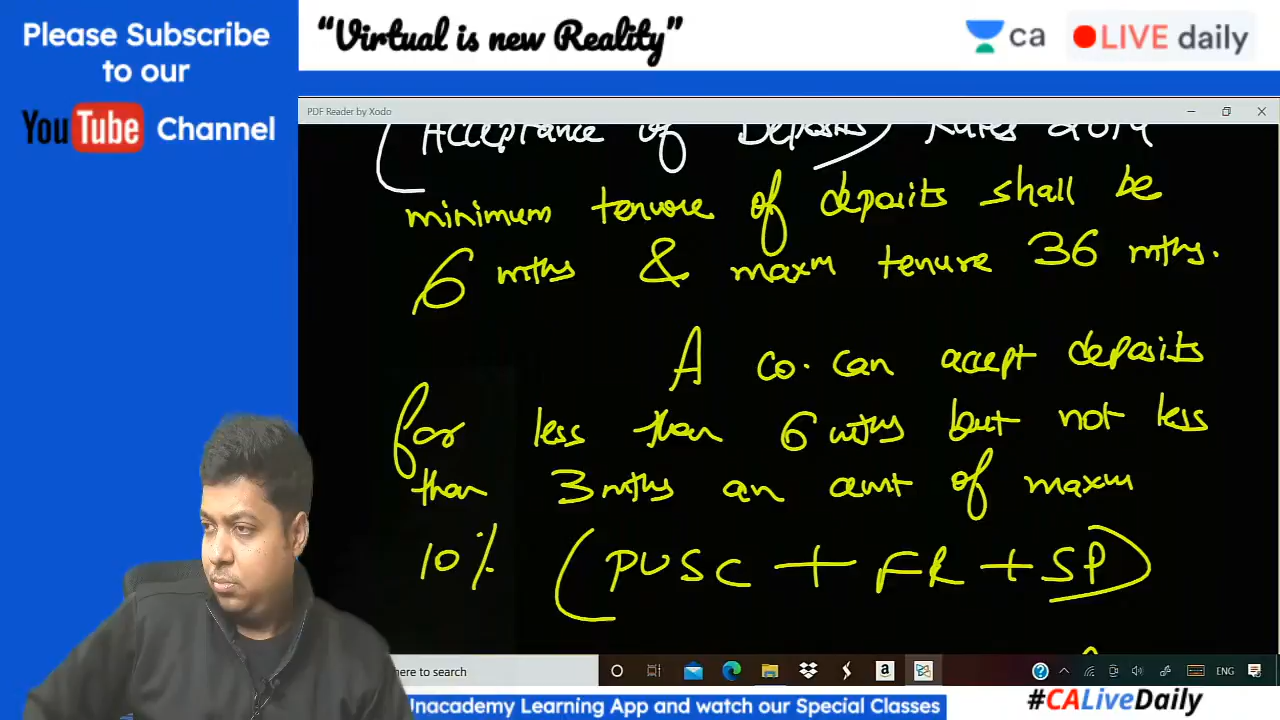 Please Subscribe
to our
YouTube Channel
“Virtual is new Reality”
ca
LIVE daily
PDF Reader by Xodo
(Acceptance of Deposits) Rules 2014
minimum tenure of deposits shall be
6 mths & maxm tenure 36 mths.
A co. can accept deposits
for less than 6 mths but not less
than 3 mths an amt of maxm
10% (PUSC + FR + SP)
here to search
ENG
Unacademy Learning App and watch our Special Classes
#CALiveDaily